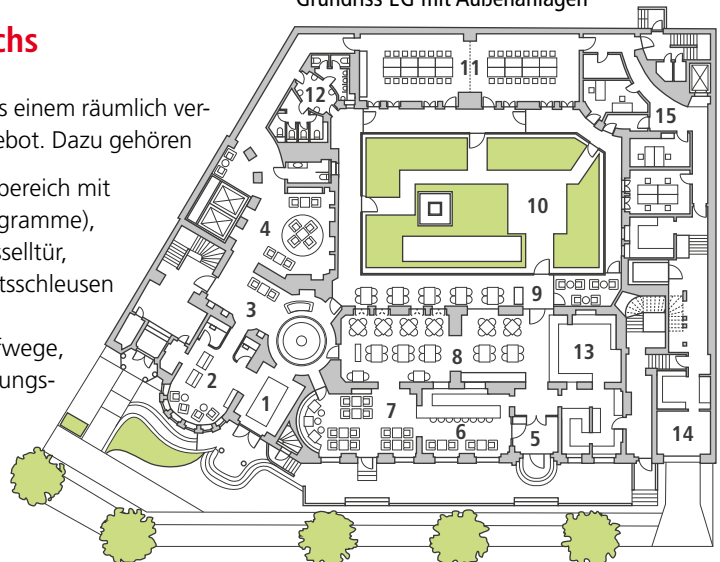 Grundriss EG mit Außenanlagen
chs
s einem räumlich ver-
ebot. Dazu gehören
bereich mit
gramme),
sselltür,
tsschleusen
fwege,
ungs-
11
12
15
10
4
3
9
8
13
2
1
7
6
5
14